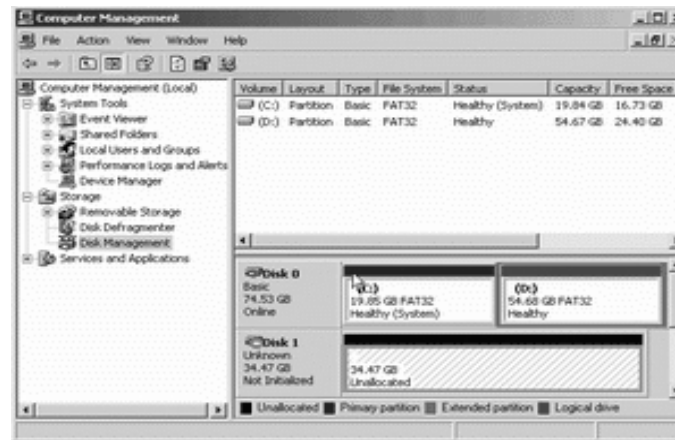 Computer Management
File Action View Window Help
Computer Management (Local)
System Tools
Event Viewer
Shared Folders
Local Users and Groups
Performance Logs and Alerts
Device Manager
Storage
Removable Storage
Disk Defragmenter
Disk Management
Services and Applications
Volume Layout Type File System Status Capacity Free Space
(C:) Partition Basic FAT32 Healthy (System) 19.84 GB 16.73 GB
(D:) Partition Basic FAT32 Healthy 54.67 GB 24.40 GB
Disk 0
Basic
74.53 GB
Online
(C:)
19.85 GB FAT32
Healthy (System)
(D:)
54.68 GB FAT32
Healthy
Disk 1
Unknown
34.47 GB
Not Initialized
34.47 GB
Unallocated
Unallocated Primary partition Extended partition Logical drive